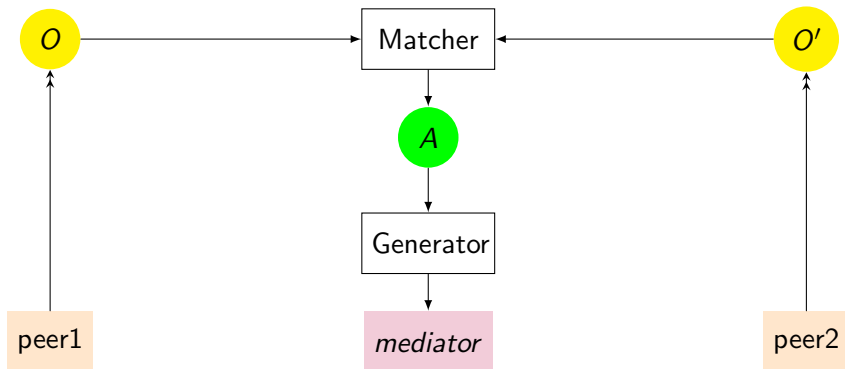 O
Matcher
O′
A
Generator
peer1
mediator
peer2